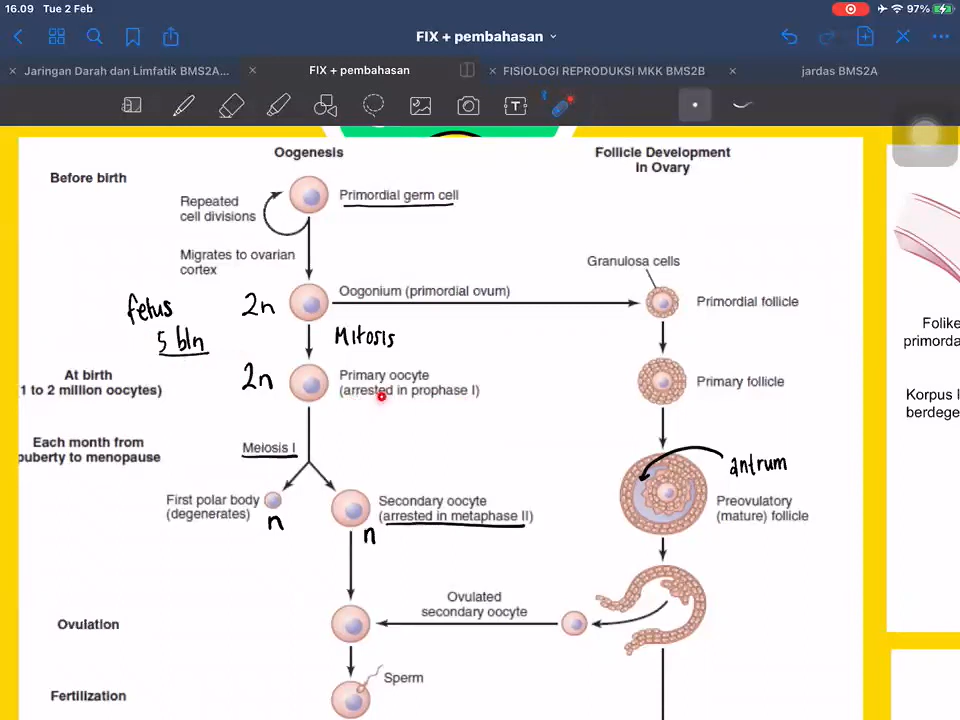 16.09 Tue 2 Feb
97%
FIX + pembahasan
Jaringan Darah dan Limfatik BMS2A...
FIX + pembahasan
FISIOLOGI REPRODUKSI MKK BMS2B
jardas BMS2A
Oogenesis
Follicle Development
in Ovary
Before birth
Primordial germ cell
Repeated
cell divisions
Migrates to ovarian
cortex
Granulosa cells
Oogonium (primordial ovum)
Primordial follicle
fetus
5 bln
2n
Mitosis
At birth
1 to 2 million oocytes)
2n
Primary oocyte
(arrested in prophase I)
Primary follicle
Each month from
puberty to menopause
Meiosis I
antrum
First polar body
(degenerates)
n
Secondary oocyte
(arrested in metaphase II)
n
Preovulatory
(mature) follicle
Ovulation
Ovulated
secondary oocyte
Fertilization
Sperm
Folike
primorda
Korpus l
berdege